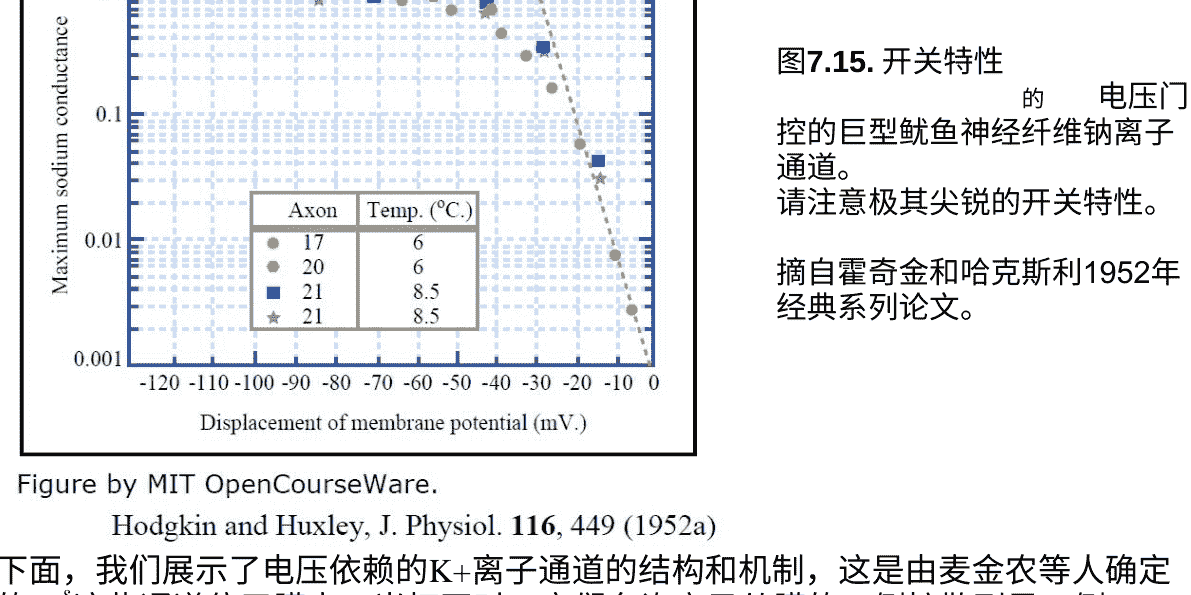 Maximum sodium conductance
0.1
0.01
0.001
Axon Temp. (°C.)
17 6
20 6
21 8.5
21 8.5
-120 -110 -100 -90 -80 -70 -60 -50 -40 -30 -20 -10 0
Displacement of membrane potential (mV.)
Figure by MIT OpenCourseWare.
Hodgkin and Huxley, J. Physiol. 116, 449 (1952a)
图7.15. 开关特性
的 电压门
控的巨型鱿鱼神经纤维钠离子
通道。
请注意极其尖锐的开关特性。
摘自霍奇金和哈克斯利1952年
经典系列论文。
下面，我们展示了电压依赖的K+离子通道的结构和机制，这是由麦金农等人确定